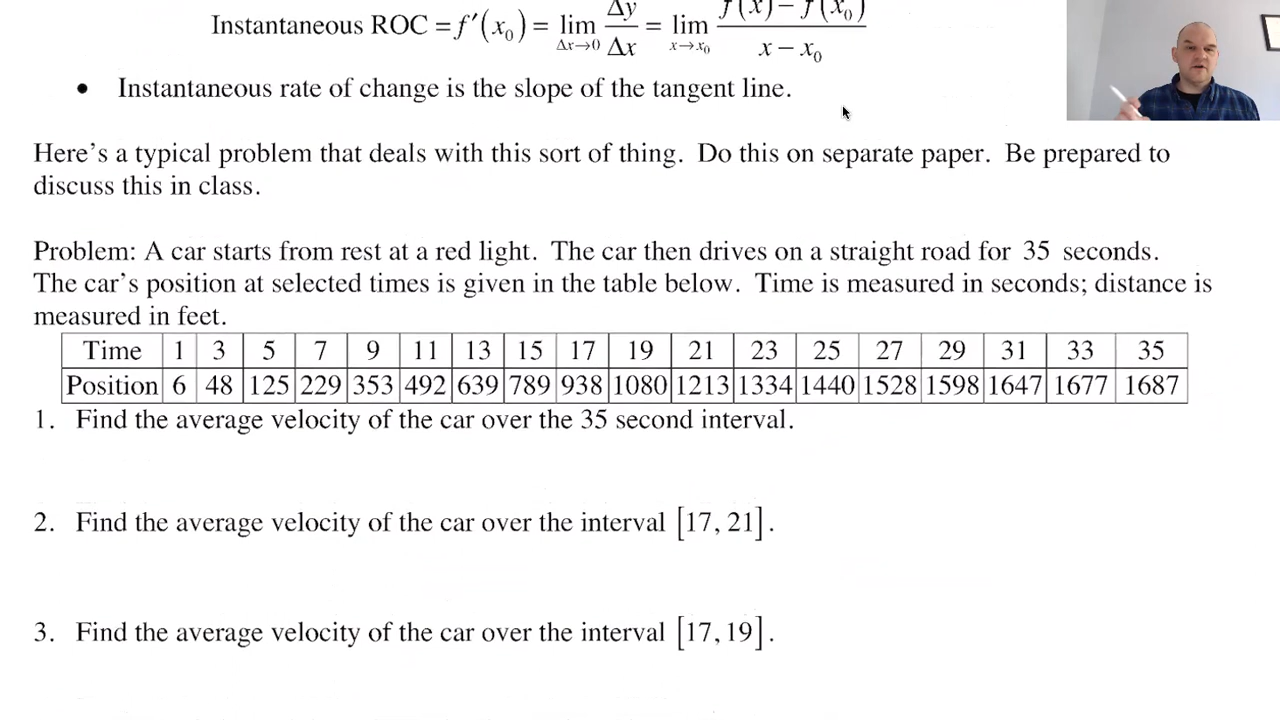 Instantaneous ROC = f′(x₀) = lim Δx→0 Δy/Δx = lim x→x₀ f(x) − f(x₀)/x − x₀
• Instantaneous rate of change is the slope of the tangent line.
Here’s a typical problem that deals with this sort of thing. Do this on separate paper. Be prepared to
discuss this in class.
Problem: A car starts from rest at a red light. The car then drives on a straight road for 35 seconds.
The car’s position at selected times is given in the table below. Time is measured in seconds; distance is
measured in feet.
Time 1 3 5 7 9 11 13 15 17 19 21 23 25 27 29 31 33 35
Position 6 48 125 229 353 492 639 789 938 1080 1213 1334 1440 1528 1598 1647 1677 1687
1. Find the average velocity of the car over the 35 second interval.
2. Find the average velocity of the car over the interval [17, 21].
3. Find the average velocity of the car over the interval [17, 19].